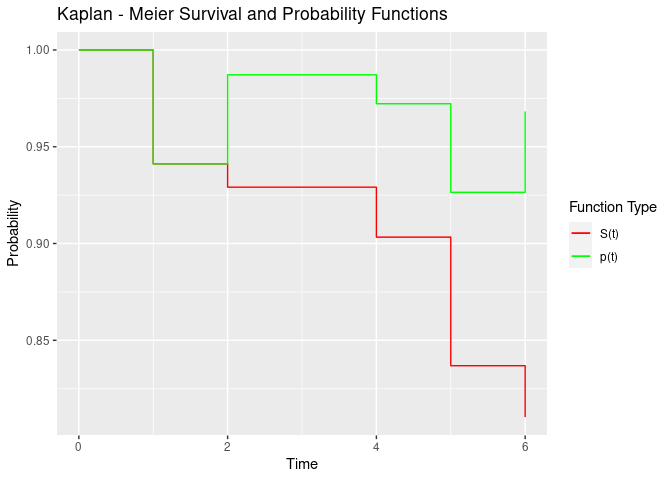 Kaplan - Meier Survival and Probability Functions
1.00
0.95
0.90
0.85
Probability
0
2
4
6
Time
Function Type
S(t)
p(t)